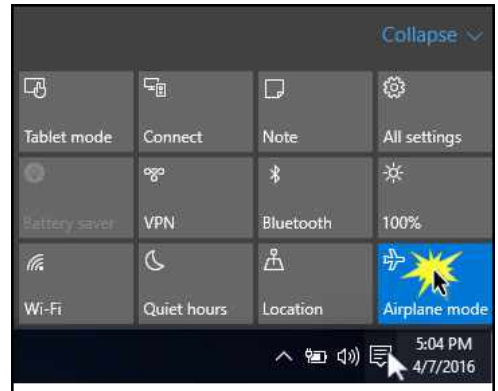 Collapse
Tablet mode Connect Note All settings
Battery saver VPN Bluetooth 100%
Wi-Fi Quiet hours Location Airplane mode
5:04 PM
4/7/2016